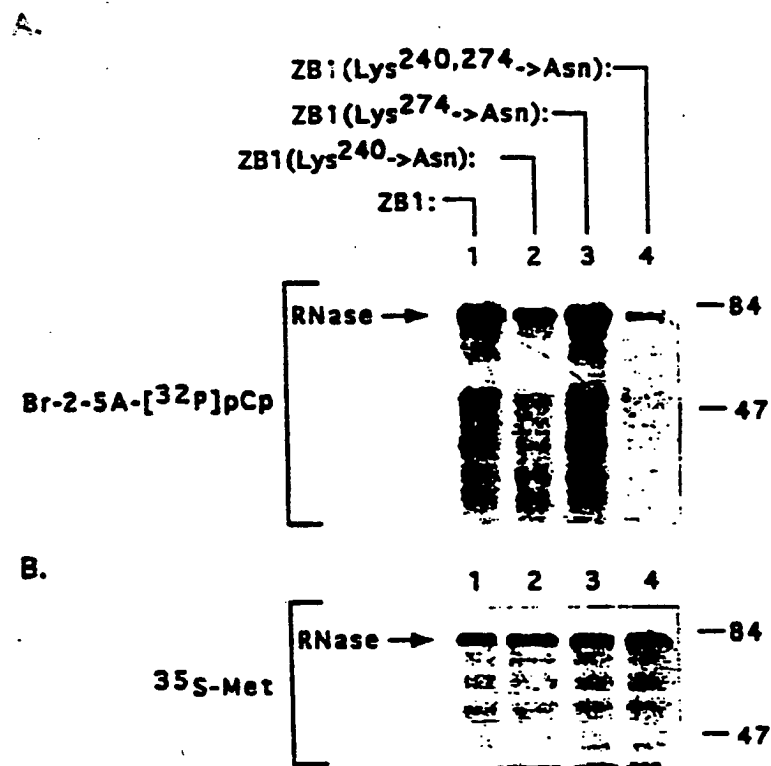 A.
ZB1(Lys240,274->Asn):
ZB1(Lys274->Asn):
ZB1(Lys240->Asn):
ZB1:
1 2 3 4
RNase
84
Br-2-5A-[32P]pCp
47
B.
1 2 3 4
RNase
84
35S-Met
47